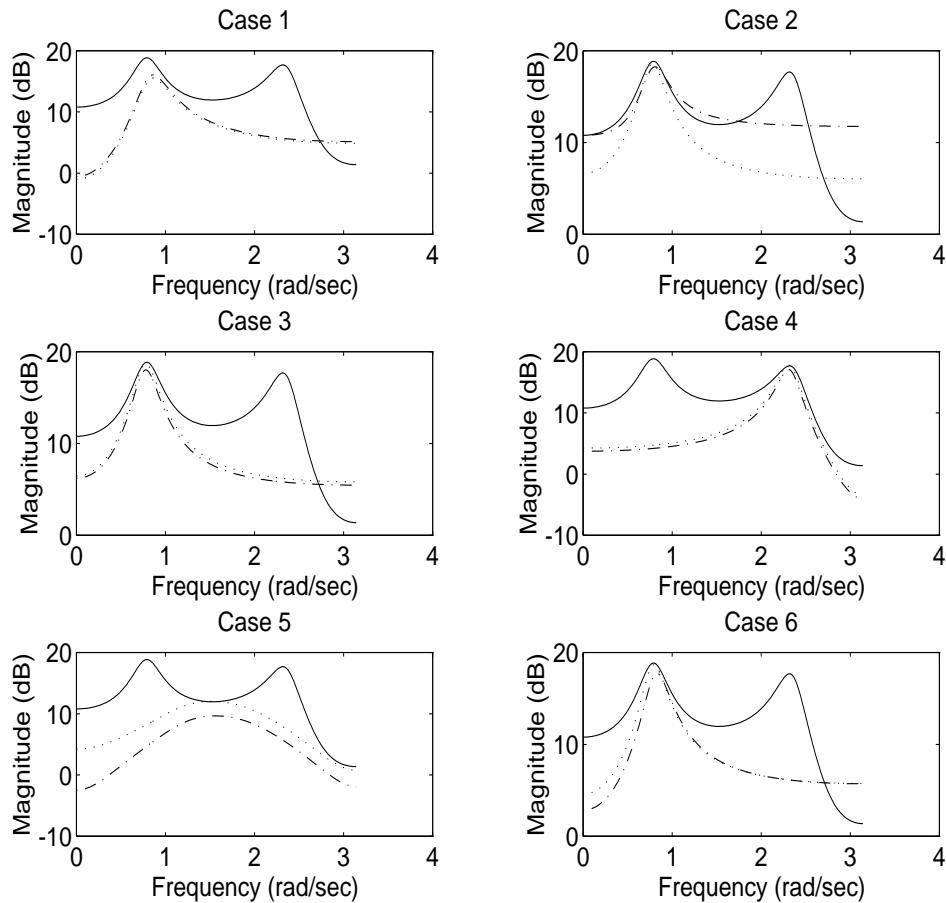 Case 1
Magnitude (dB)
20
10
0
-10
0 1 2 3 4
Frequency (rad/sec)
Case 2
Magnitude (dB)
20
10
0
0 1 2 3 4
Frequency (rad/sec)
Case 3
Magnitude (dB)
20
10
0
0 1 2 3 4
Frequency (rad/sec)
Case 4
Magnitude (dB)
20
10
0
-10
0 1 2 3 4
Frequency (rad/sec)
Case 5
Magnitude (dB)
20
10
0
-10
0 1 2 3 4
Frequency (rad/sec)
Case 6
Magnitude (dB)
20
10
0
0 1 2 3 4
Frequency (rad/sec)